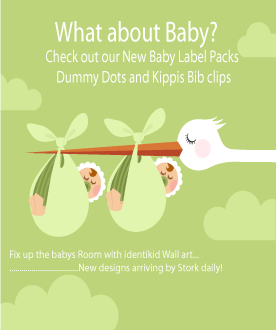 What about Baby?
Check out our New Baby Label Packs
Dummy Dots and Kippis Bib clips
Fix up the babys Room with identikid Wall art...
..............................New designs arriving by Stork daily!